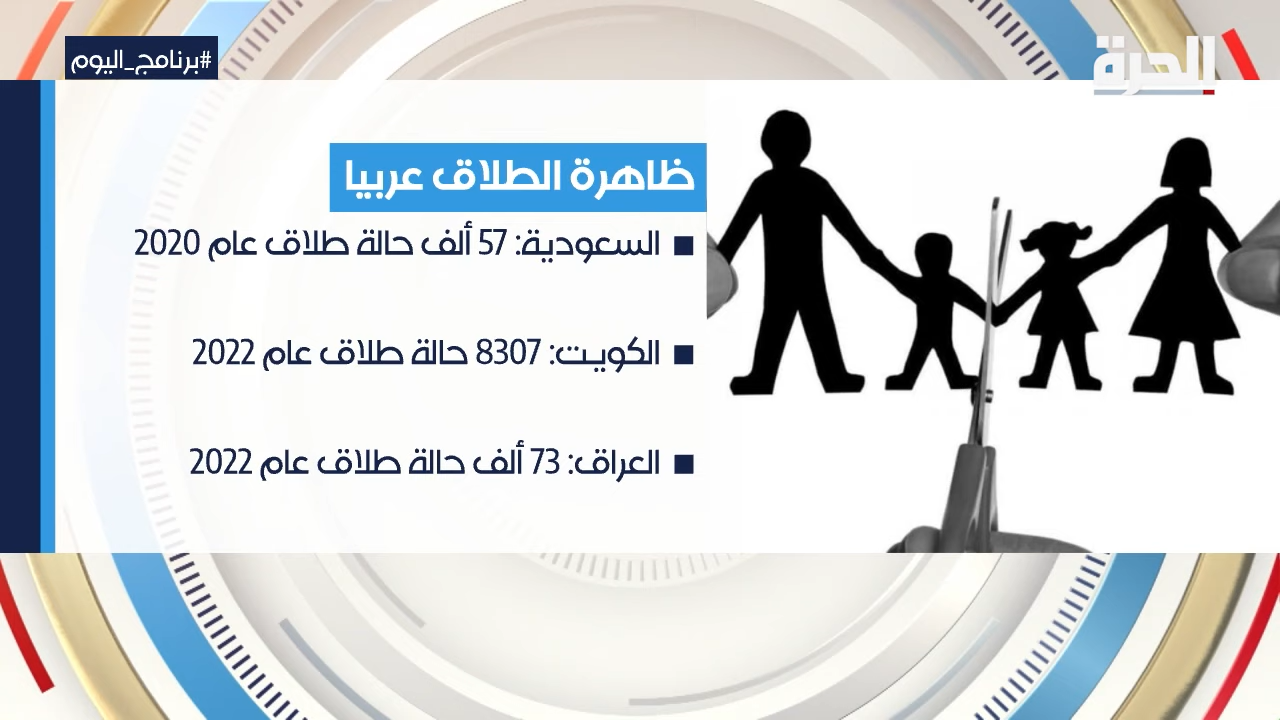 #برنامج_اليوم
الحرة
ظاهرة الطلاق عربيا
السعودية: 57 ألف حالة طلاق عام 2020
الكويت: 8307 حالة طلاق عام 2022
العراق: 73 ألف حالة طلاق عام 2022